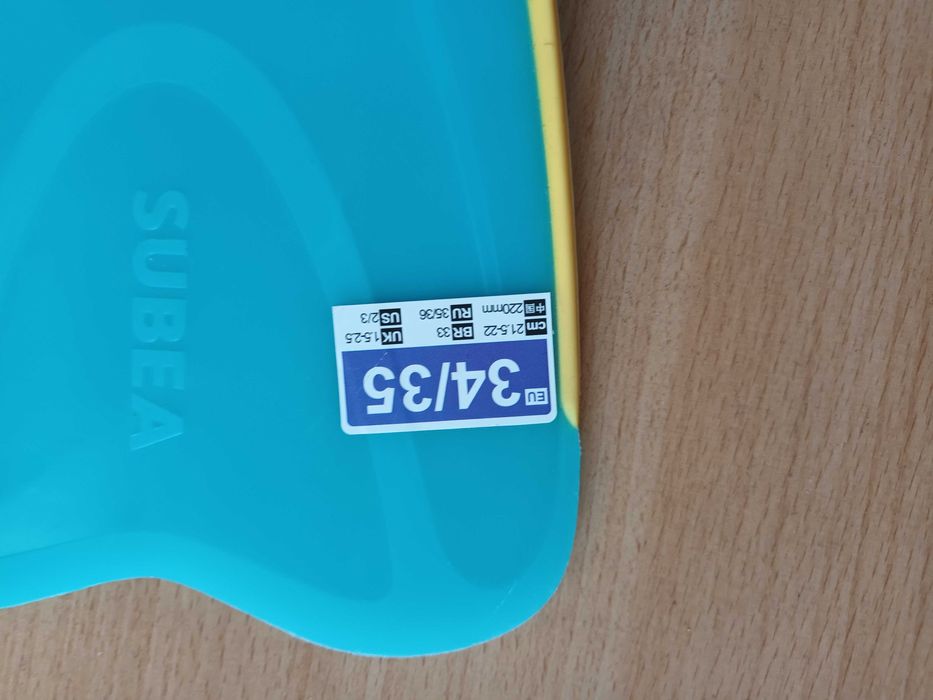 SUBEA
EU 34/35
cm 21.5-22 BR 33 UK 1.5-2.5
中国 220mm RU 35/36 US 2/3